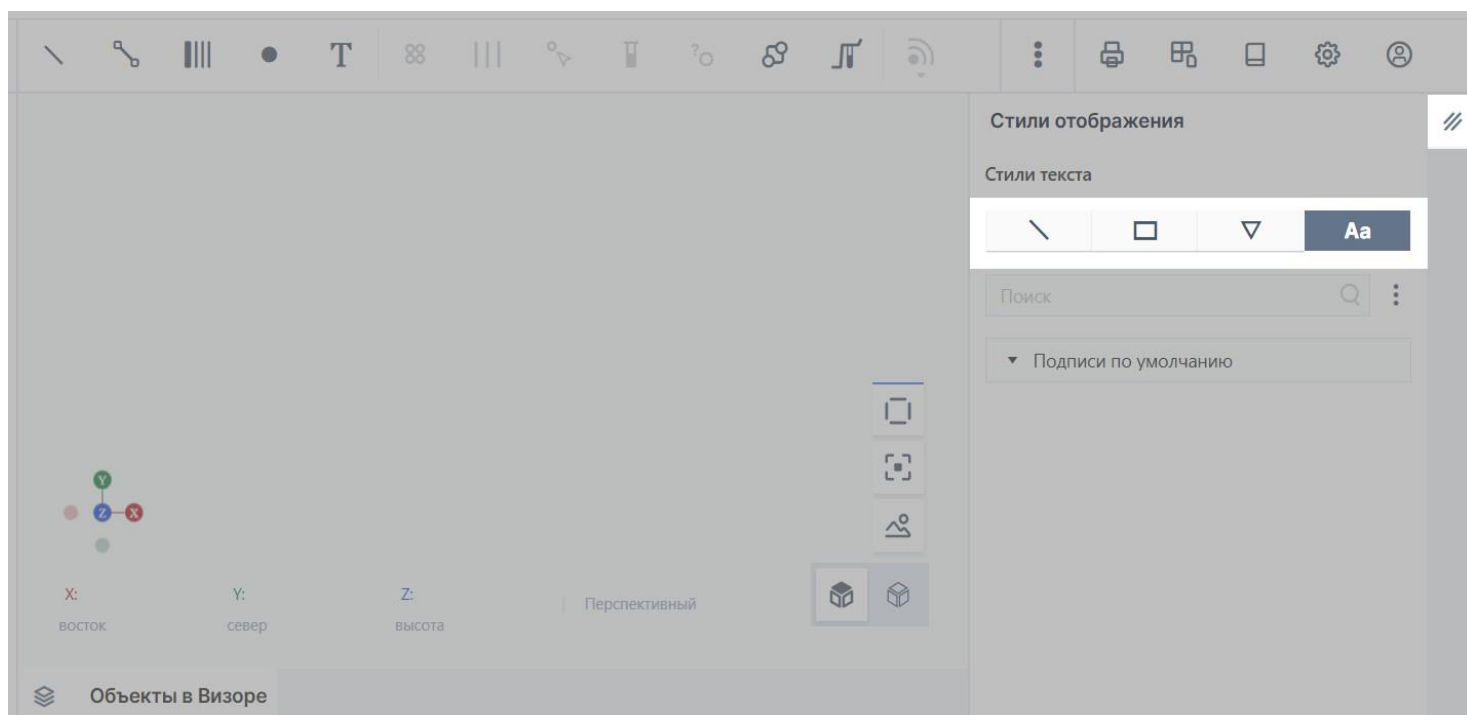 T
?
Стили отображения
Стили текста
Aa
Поиск
Подписи по умолчанию
Y
Z X
X: Y: Z:
восток север высота
Перспективный
Объекты в Визоре